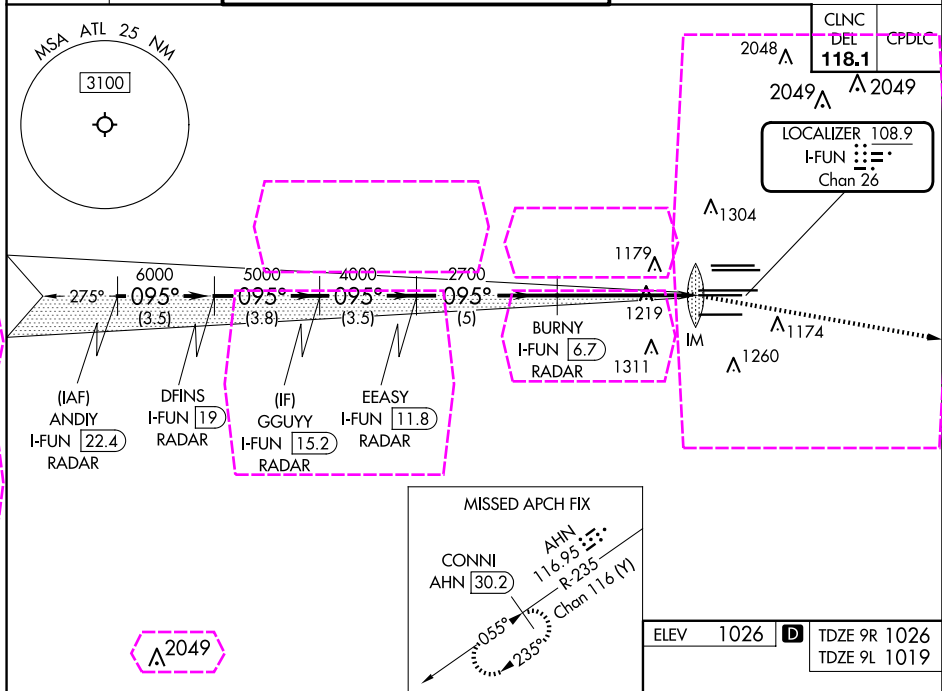 MSA ATL 25 NM
3100
CLNC
DEL
118.1
CPDLC
2048
2049
2049
LOCALIZER 108.9
I-FUN
Chan 26
1304
1179
1219
1311
IM
1174
1260
275°
6000
095°
(3.5)
5000
095°
(3.8)
4000
095°
(3.5)
2700
095°
(5)
BURNY
I-FUN 6.7
RADAR
(IAF)
ANDIY
I-FUN 22.4
RADAR
DFINS
I-FUN 19
RADAR
(IF)
GGUYY
I-FUN 15.2
RADAR
EEASY
I-FUN 11.8
RADAR
MISSED APCH FIX
CONNI
AHN 30.2
AHN
116.95
R-235
Chan 116 (Y)
055°
235°
2049
ELEV 1026 D
TDZE 9R 1026
TDZE 9L 1019